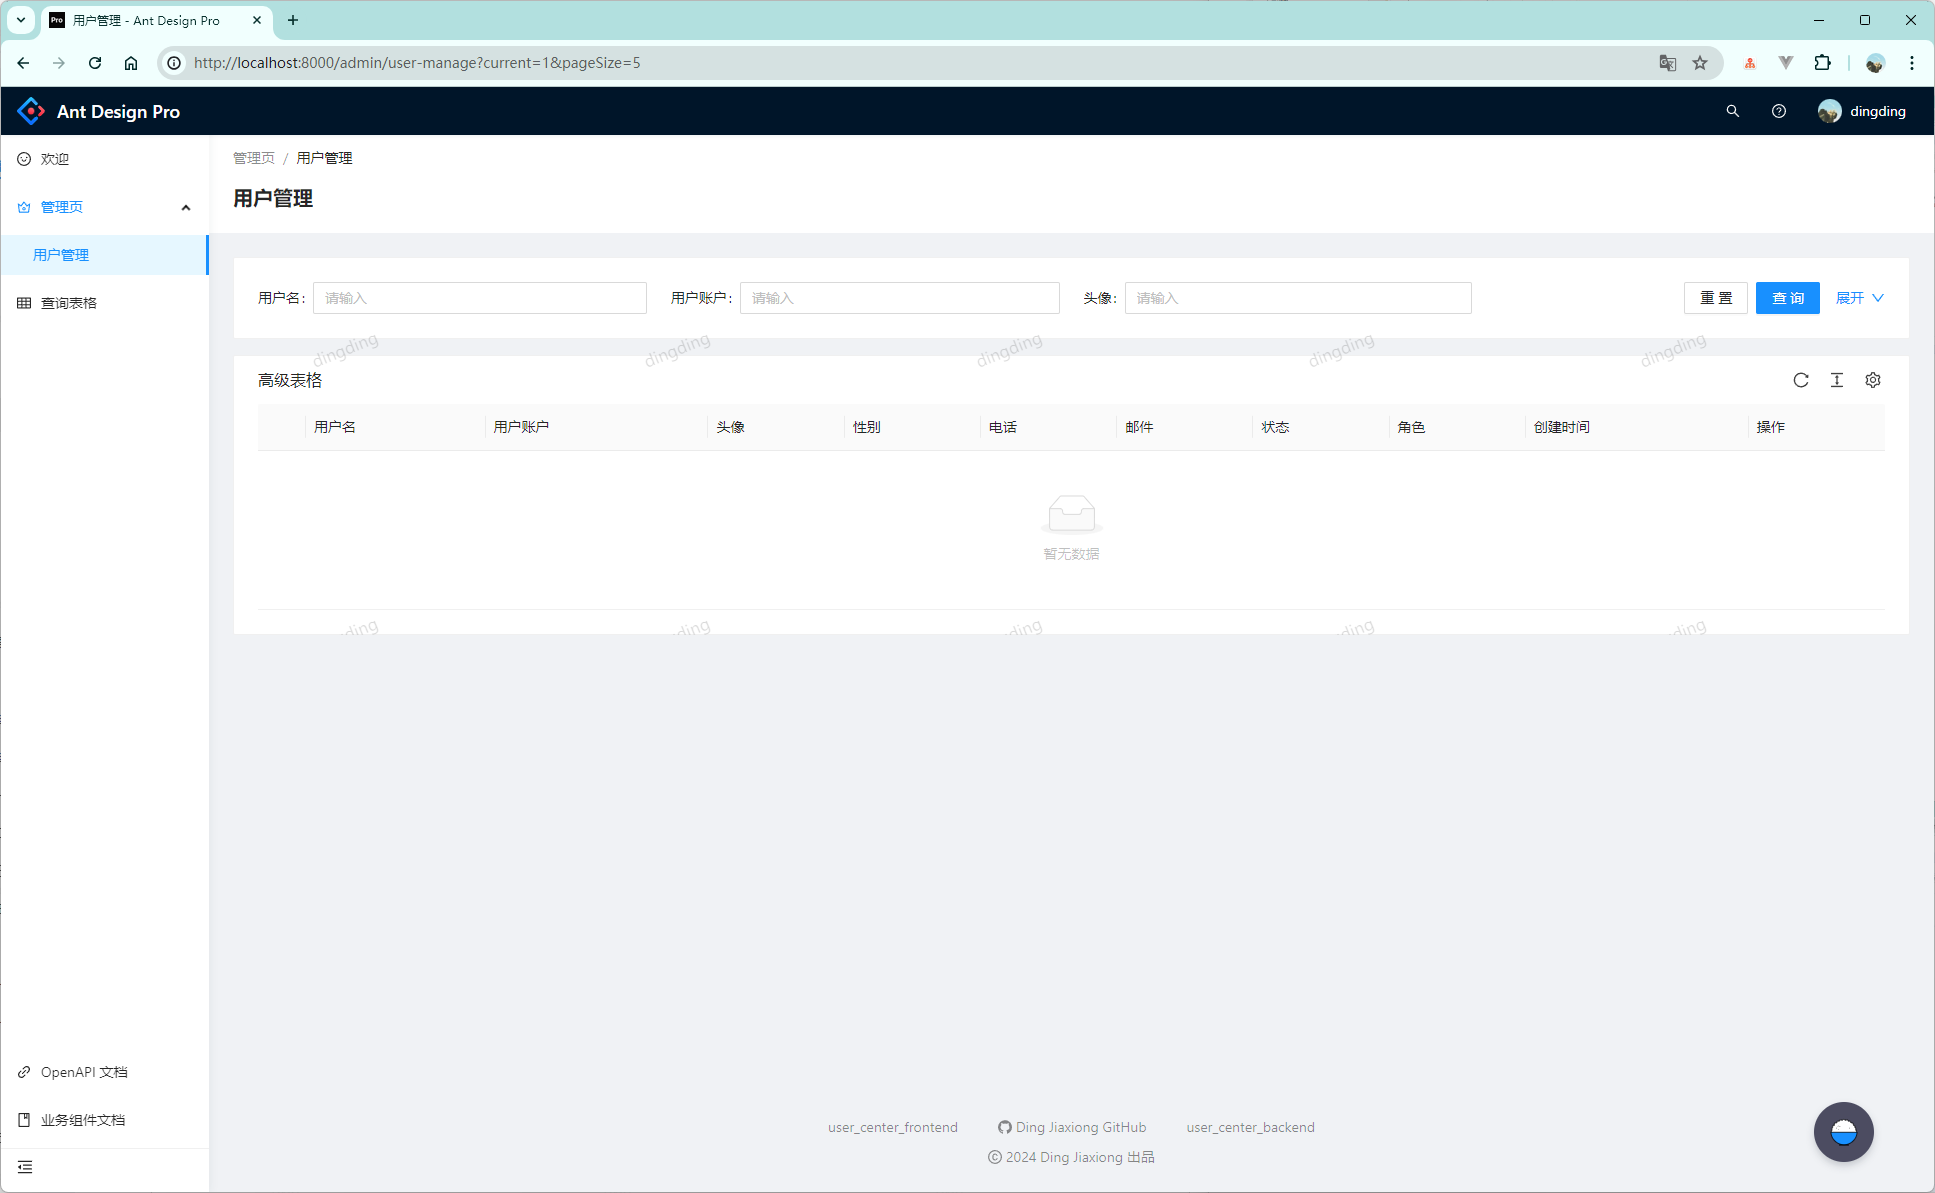 用户管理 - Ant Design Pro
http://localhost:8000/admin/user-manage?current=1&pageSize=5
Ant Design Pro
dingding
欢迎
管理页
用户管理
查询表格
OpenAPI 文档
业务组件文档
管理页 / 用户管理
用户管理
用户名: 请输入 用户账户: 请输入 头像: 请输入 重 置 查 询 展开
dingding dingding dingding dingding dingding
高级表格
用户名 用户账户 头像 性别 电话 邮件 状态 角色 创建时间 操作
暂无数据
ding ding ding ding ding
user_center_frontend Ding Jiaxiong GitHub user_center_backend
© 2024 Ding Jiaxiong 出品